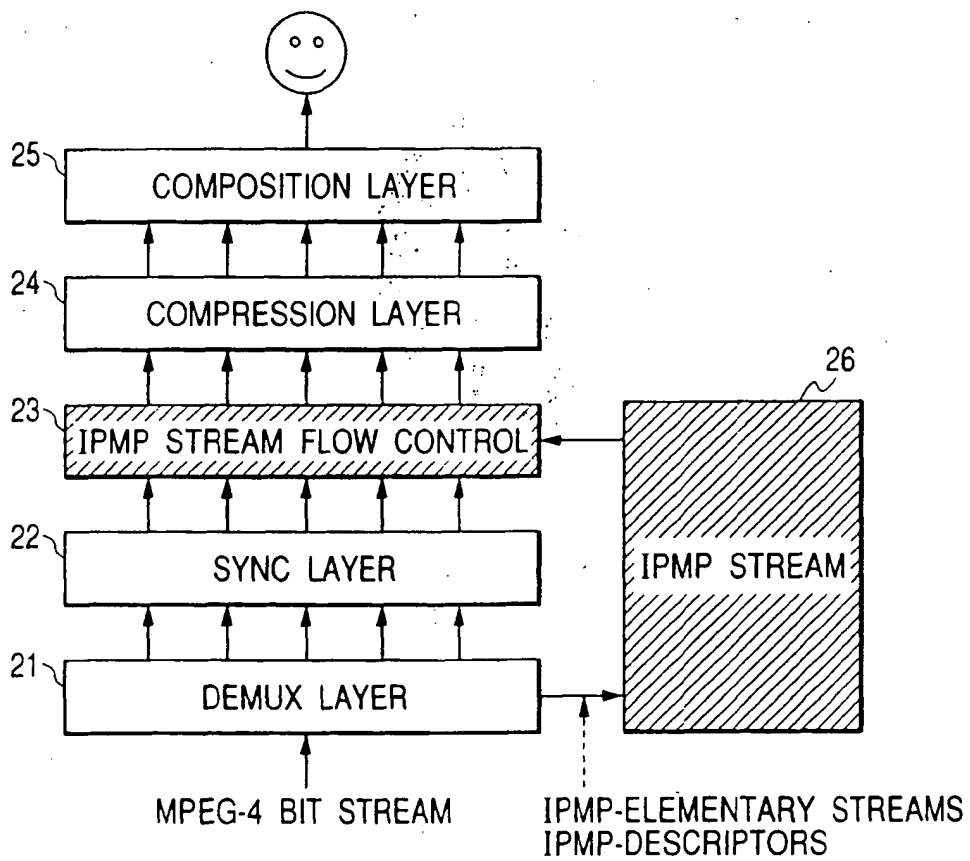 25
COMPOSITION LAYER
24
COMPRESSION LAYER
26
23
IPMP STREAM FLOW CONTROL
22
SYNC LAYER
IPMP STREAM
21
DEMUX LAYER
MPEG-4 BIT STREAM
IPMP-ELEMENTARY STREAMS
IPMP-DESCRIPTORS